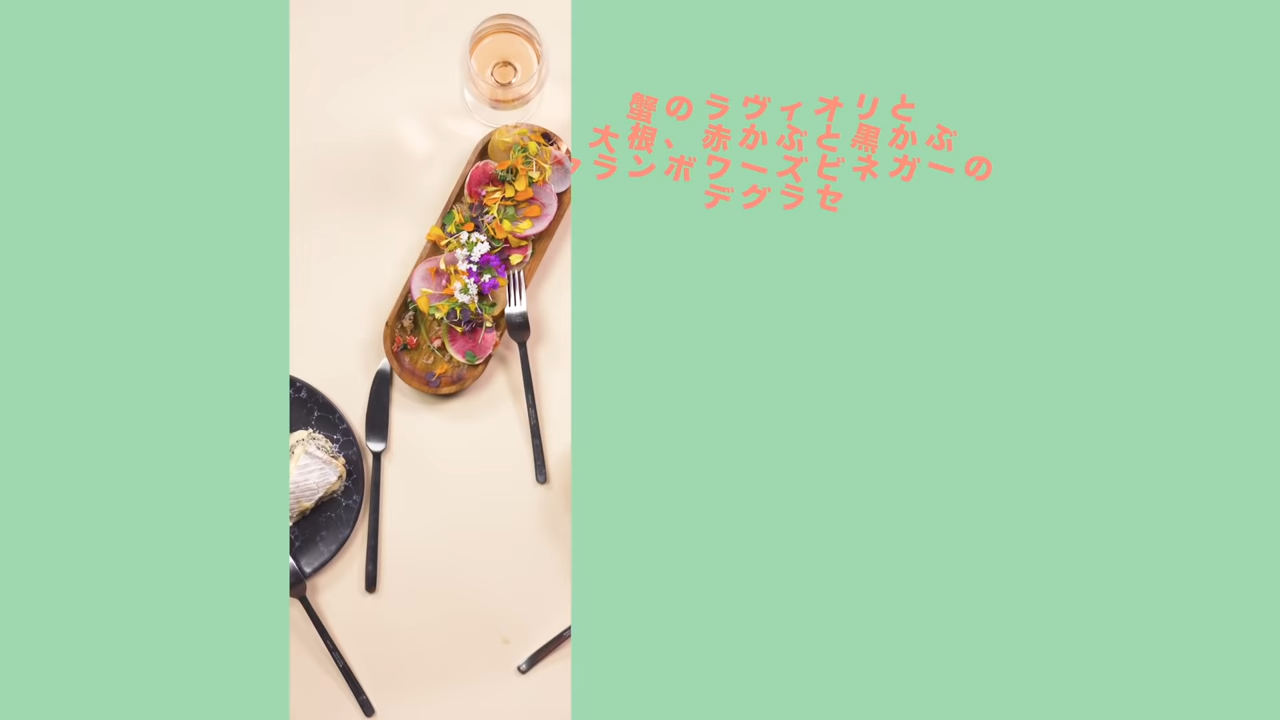 蟹のラヴィオリと
大根、赤かぶと黒かぶ
フランボワーズビネガーの
デグラセ